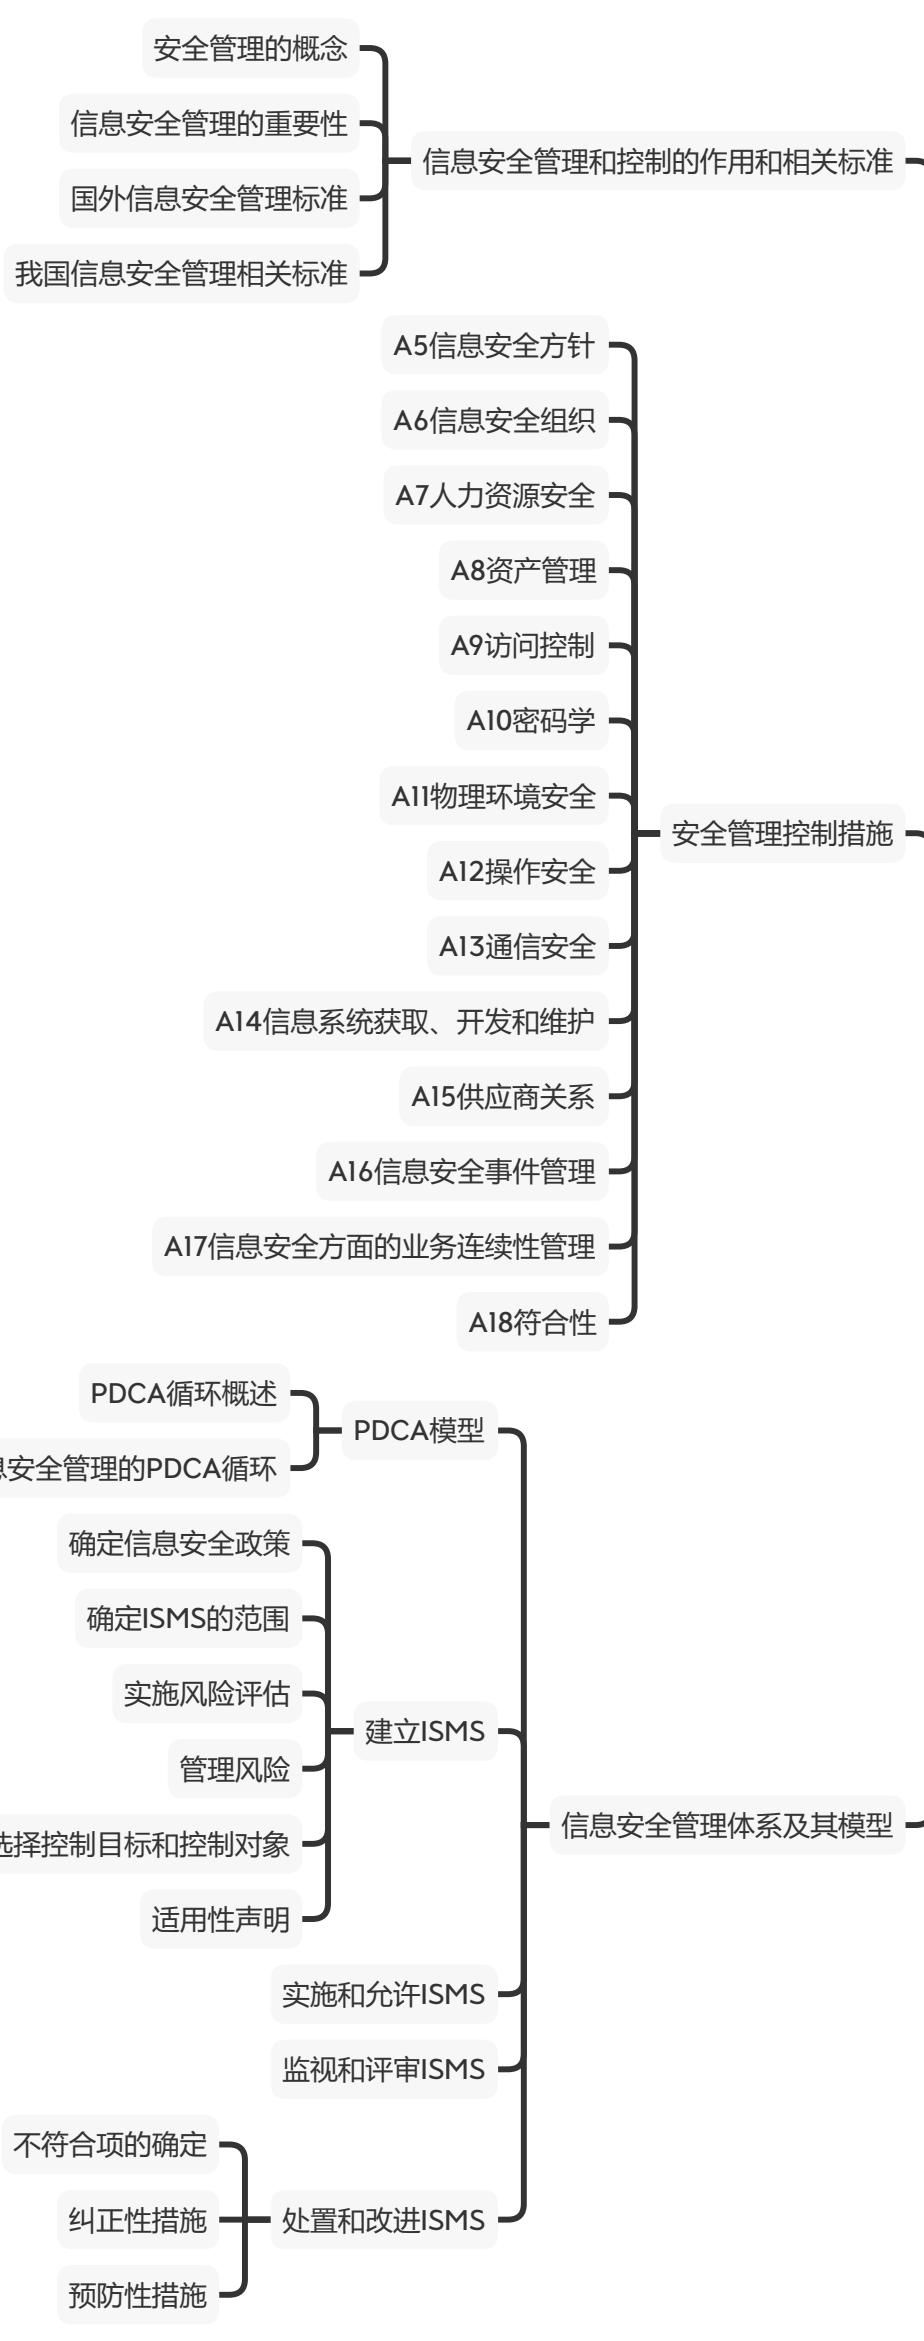 安全管理的概念
信息安全管理的重要性
国外信息安全管理标准
我国信息安全管理相关标准
信息安全管理和控制的作用和相关标准
A5信息安全方针
A6信息安全组织
A7人力资源安全
A8资产管理
A9访问控制
A10密码学
A11物理环境安全
A12操作安全
A13通信安全
A14信息系统获取、开发和维护
A15供应商关系
A16信息安全事件管理
A17信息安全方面的业务连续性管理
A18符合性
安全管理控制措施
PDCA循环概述
息安全管理的PDCA循环
PDCA模型
确定信息安全政策
确定ISMS的范围
实施风险评估
管理风险
选择控制目标和控制对象
适用性声明
建立ISMS
实施和允许ISMS
监视和评审ISMS
不符合项的确定
纠正性措施
预防性措施
处置和改进ISMS
信息安全管理体系及其模型